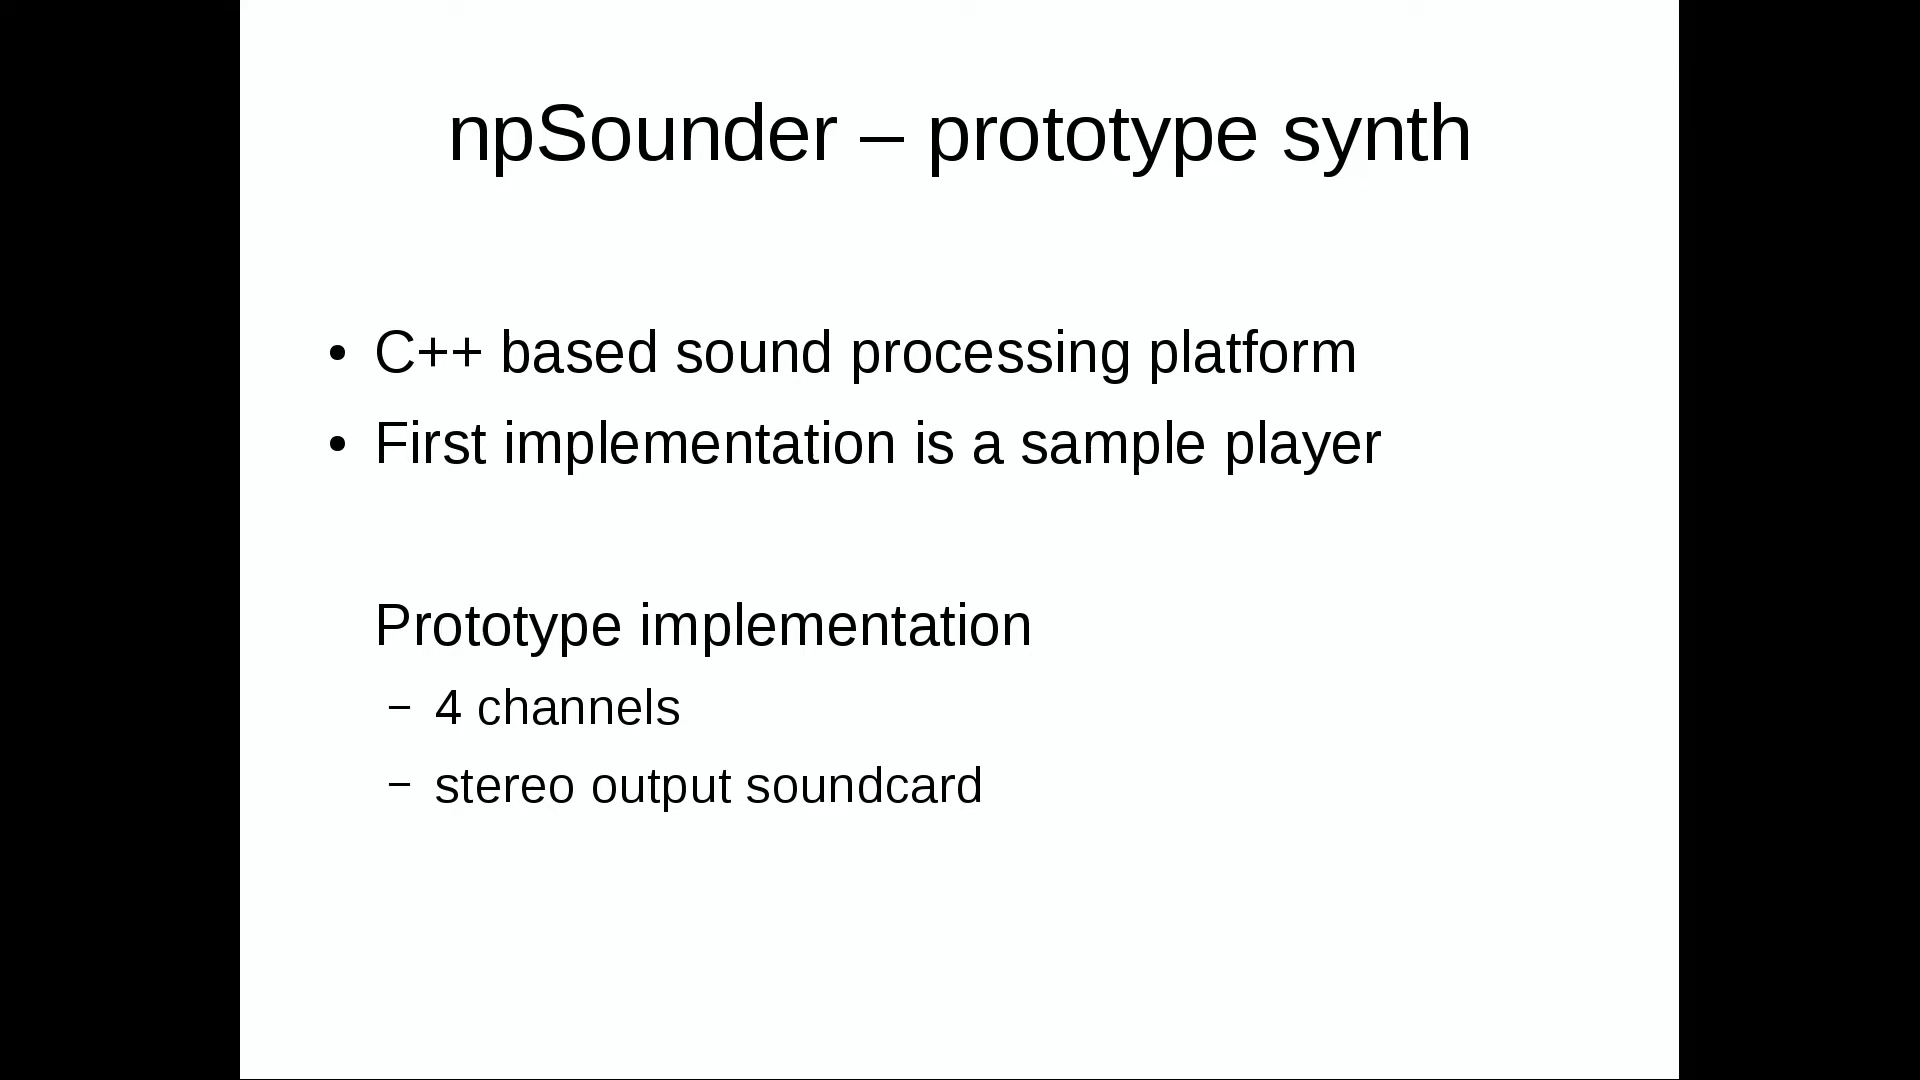 npSounder – prototype synth
• C++ based sound processing platform
• First implementation is a sample player
Prototype implementation
– 4 channels
– stereo output soundcard